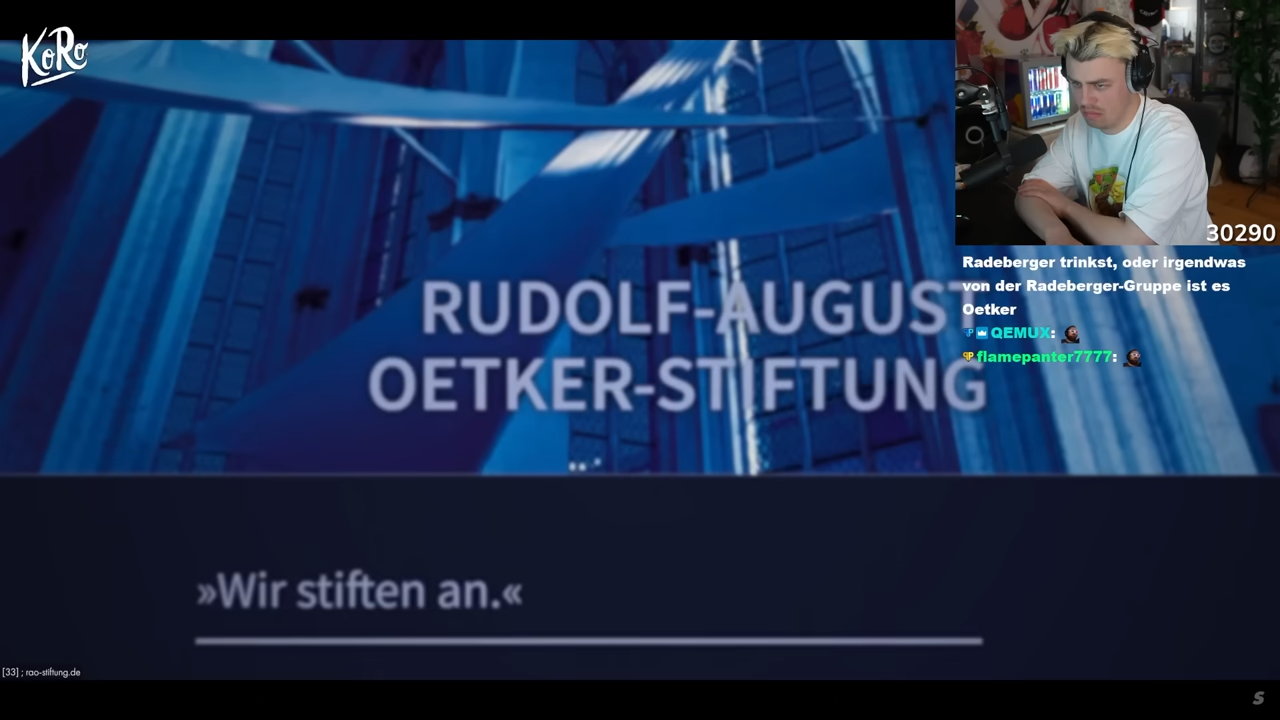 KoRo
RUDOLF-AUGUST
OETKER-STIFTUNG
»Wir stiften an.«
[33] ; rao-stiftung.de
30290
Radeberger trinkst, oder irgendwas
von der Radeberger-Gruppe ist es
Oetker
QEMUX:
flamepanter7777:
S